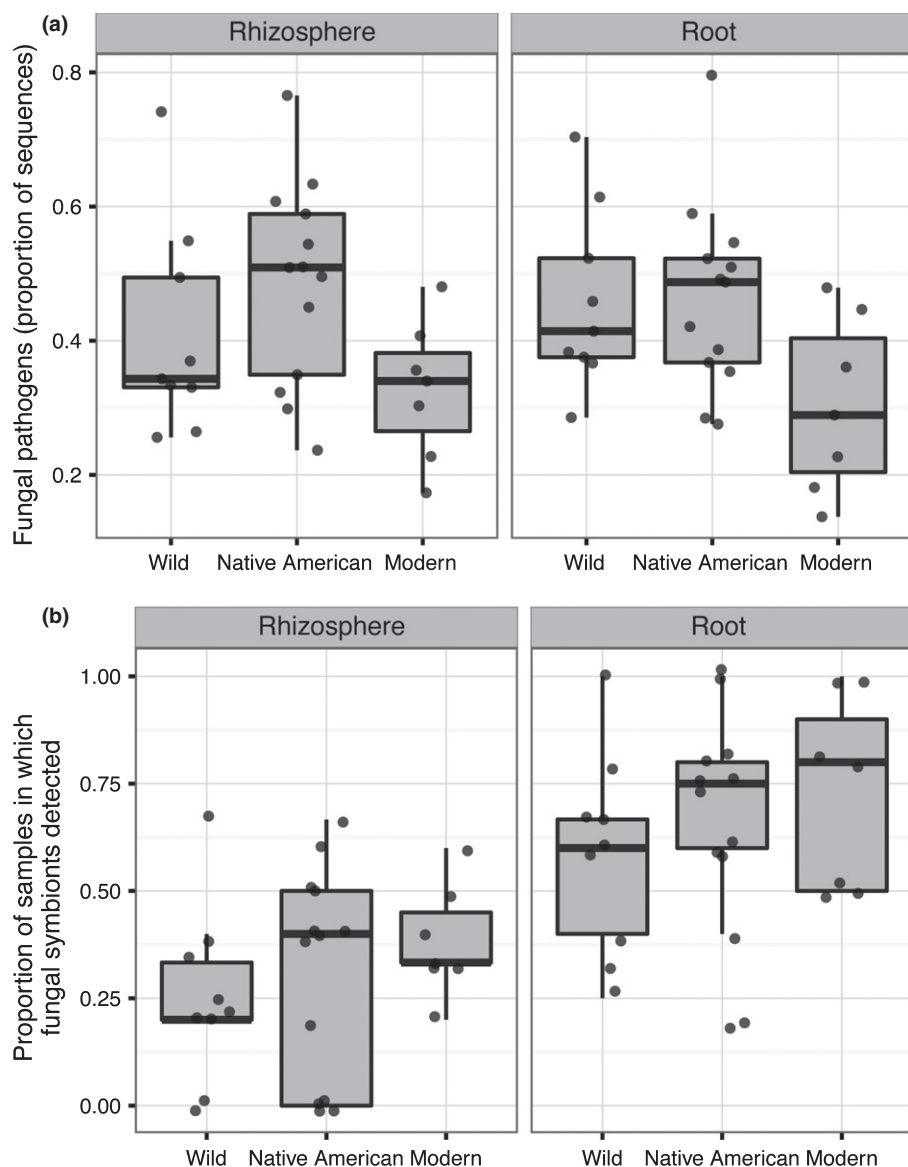 (a)
Rhizosphere
Root
Fungal pathogens (proportion of sequences)
0.8
0.6
0.4
0.2
Wild
Native American
Modern
Wild
Native American
Modern
(b)
Rhizosphere
Root
Proportion of samples in which
fungal symbionts detected
1.00
0.75
0.50
0.25
0.00
Wild
Native American
Modern
Wild
Native American
Modern